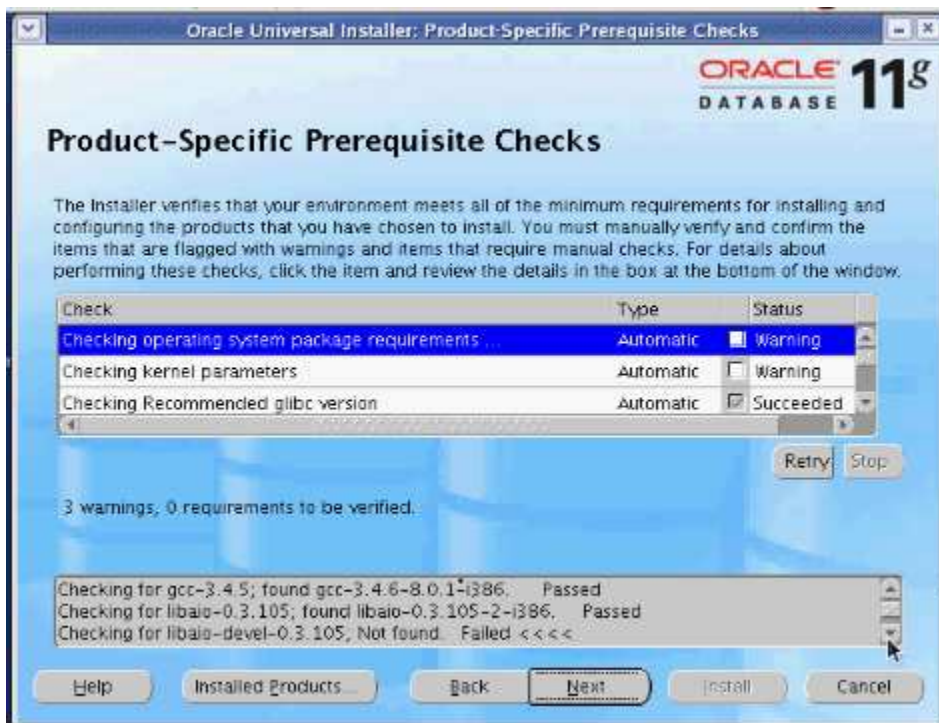 Oracle Universal Installer: Product-Specific Prerequisite Checks
ORACLE 11g
DATABASE
Product-Specific Prerequisite Checks
The Installer verifies that your environment meets all of the minimum requirements for installing and
configuring the products that you have chosen to install. You must manually verify and confirm the
items that are flagged with warnings and items that require manual checks. For details about
performing these checks, click the item and review the details in the box at the bottom of the window.
Check Type Status
Checking operating system package requirements ... Automatic Warning
Checking kernel parameters Automatic Warning
Checking Recommended glibc version Automatic Succeeded
Retry Stop
3 warnings, 0 requirements to be verified.
Checking for gcc-3.4.5; found gcc-3.4.6-8.0.1-i386. Passed
Checking for libaio-0.3.105; found libaio-0.3.105-2-i386. Passed
Checking for libaio-devel-0.3.105; Not found. Failed <<<<
Help Installed Products... Back Next Install Cancel